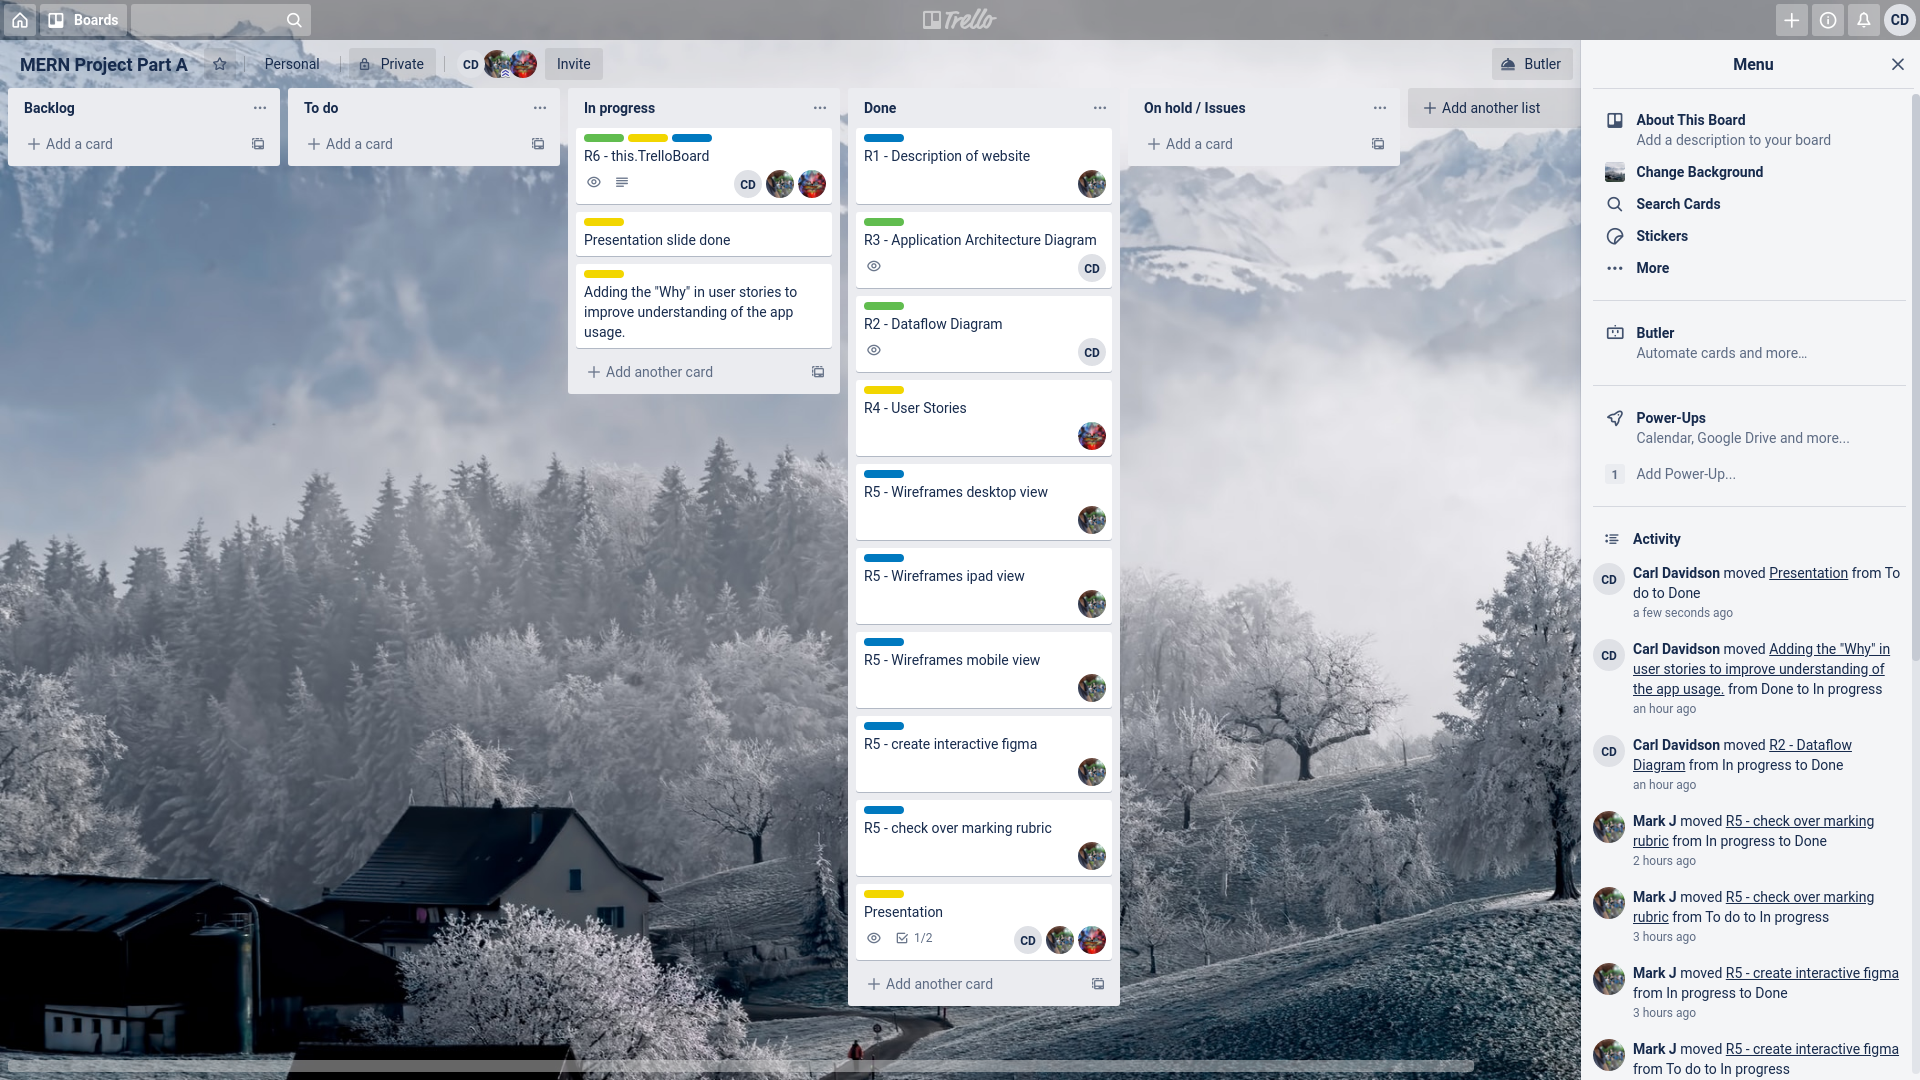 Boards
Trello
CD
MERN Project Part A
Personal
Private
CD
Invite
Butler
Backlog
Add a card
To do
Add a card
In progress
R6 - this.TrelloBoard
CD
Presentation slide done
Adding the "Why" in user stories to
improve understanding of the app
usage.
Add another card
Done
R1 - Description of website
R3 - Application Architecture Diagram
CD
R2 - Dataflow Diagram
CD
R4 - User Stories
R5 - Wireframes desktop view
R5 - Wireframes ipad view
R5 - Wireframes mobile view
R5 - create interactive figma
R5 - check over marking rubric
Presentation
1/2
CD
Add another card
On hold / Issues
Add a card
Add another list
Menu
About This Board
Add a description to your board
Change Background
Search Cards
Stickers
More
Butler
Automate cards and more…
Power-Ups
Calendar, Google Drive and more...
1 Add Power-Up...
Activity
CD
Carl Davidson moved Presentation from To
do to Done
a few seconds ago
CD
Carl Davidson moved Adding the "Why" in
user stories to improve understanding of
the app usage. from Done to In progress
an hour ago
CD
Carl Davidson moved R2 - Dataflow
Diagram from In progress to Done
an hour ago
Mark J moved R5 - check over marking
rubric from In progress to Done
2 hours ago
Mark J moved R5 - check over marking
rubric from To do to In progress
3 hours ago
Mark J moved R5 - create interactive figma
from In progress to Done
3 hours ago
Mark J moved R5 - create interactive figma
from To do to In progress